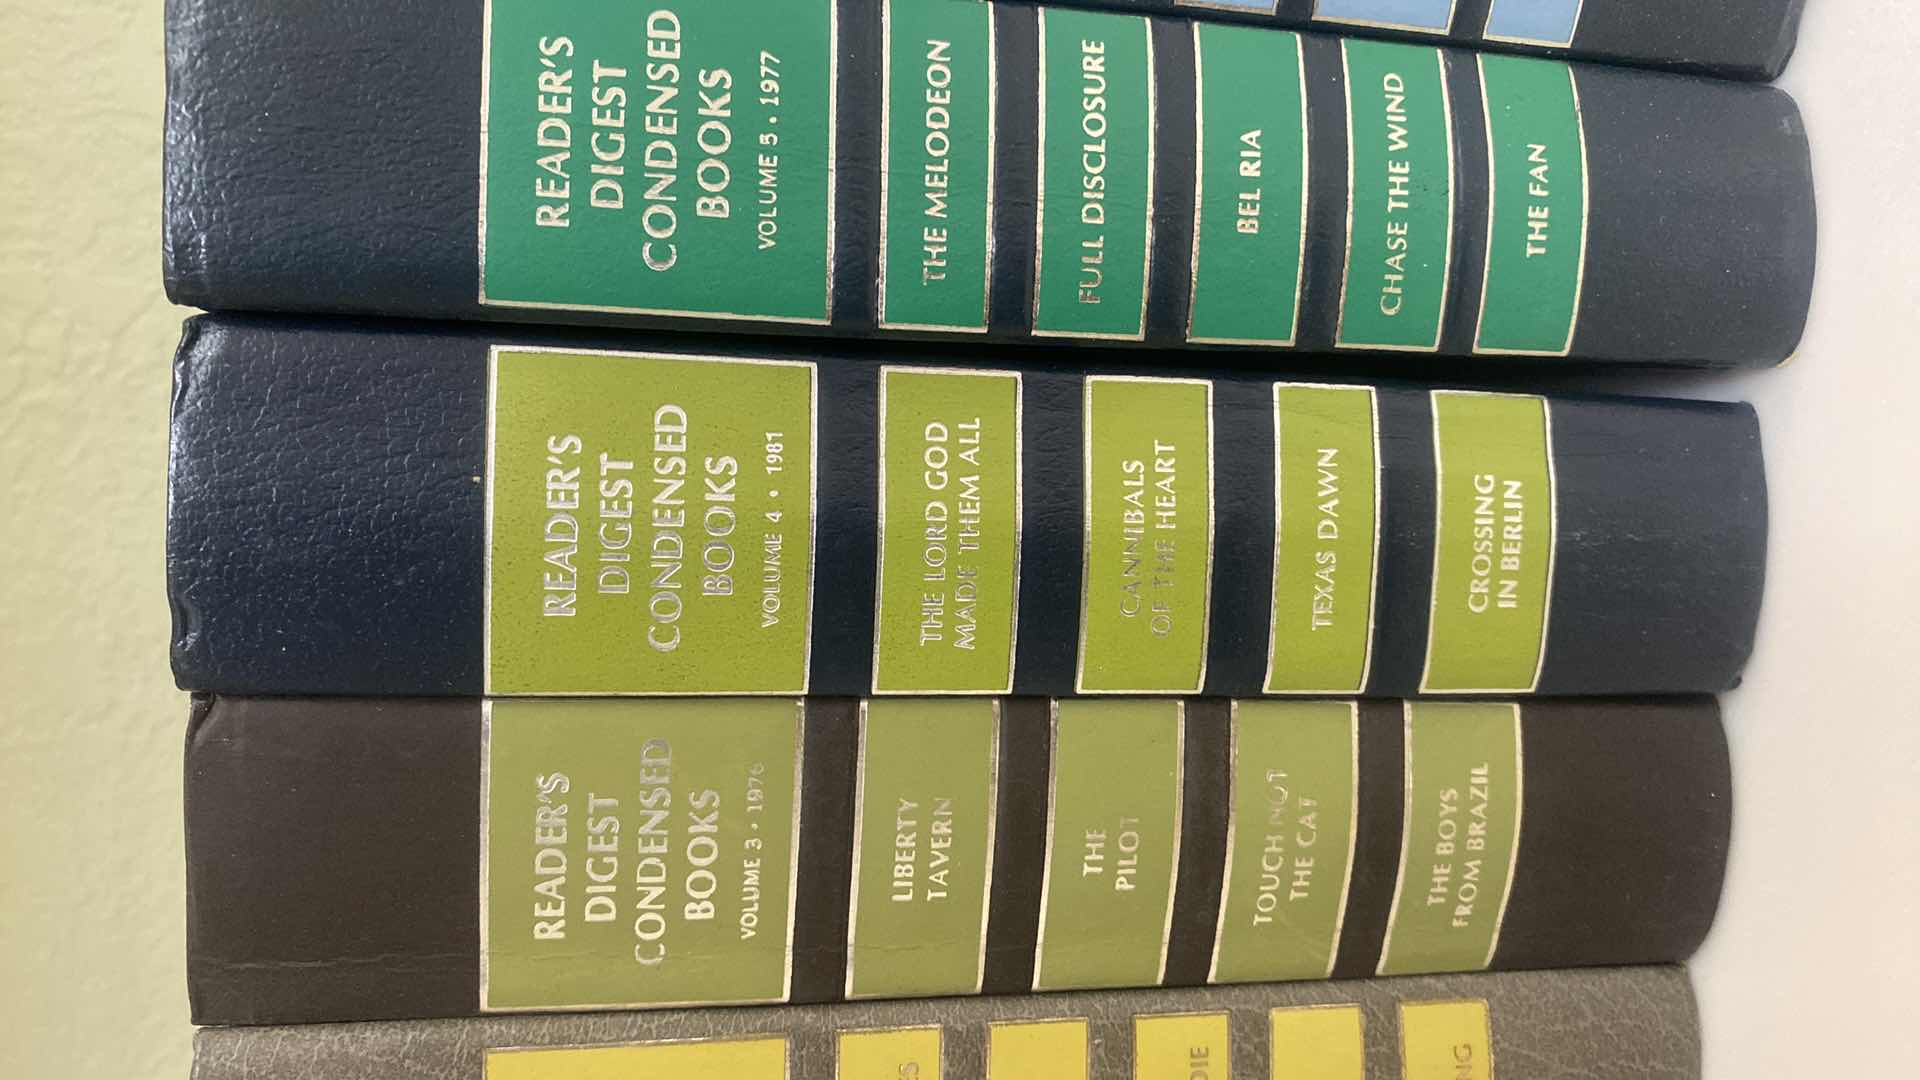 READER'S
DIGEST
CONDENSED
BOOKS
VOLUME 3 • 1976
LIBERTY
TAVERN
THE
PILOT
TOUCH NOT
THE CAT
THE BOYS
FROM BRAZIL
READER'S
DIGEST
CONDENSED
BOOKS
VOLUME 4 • 1981
THE LORD GOD
MADE THEM ALL
CANNIBALS
OF THE HEART
TEXAS DAWN
CROSSING
IN BERLIN
READER'S
DIGEST
CONDENSED
BOOKS
VOLUME 5 • 1977
THE MELODEON
FULL DISCLOSURE
BEL RIA
CHASE THE WIND
THE FAN